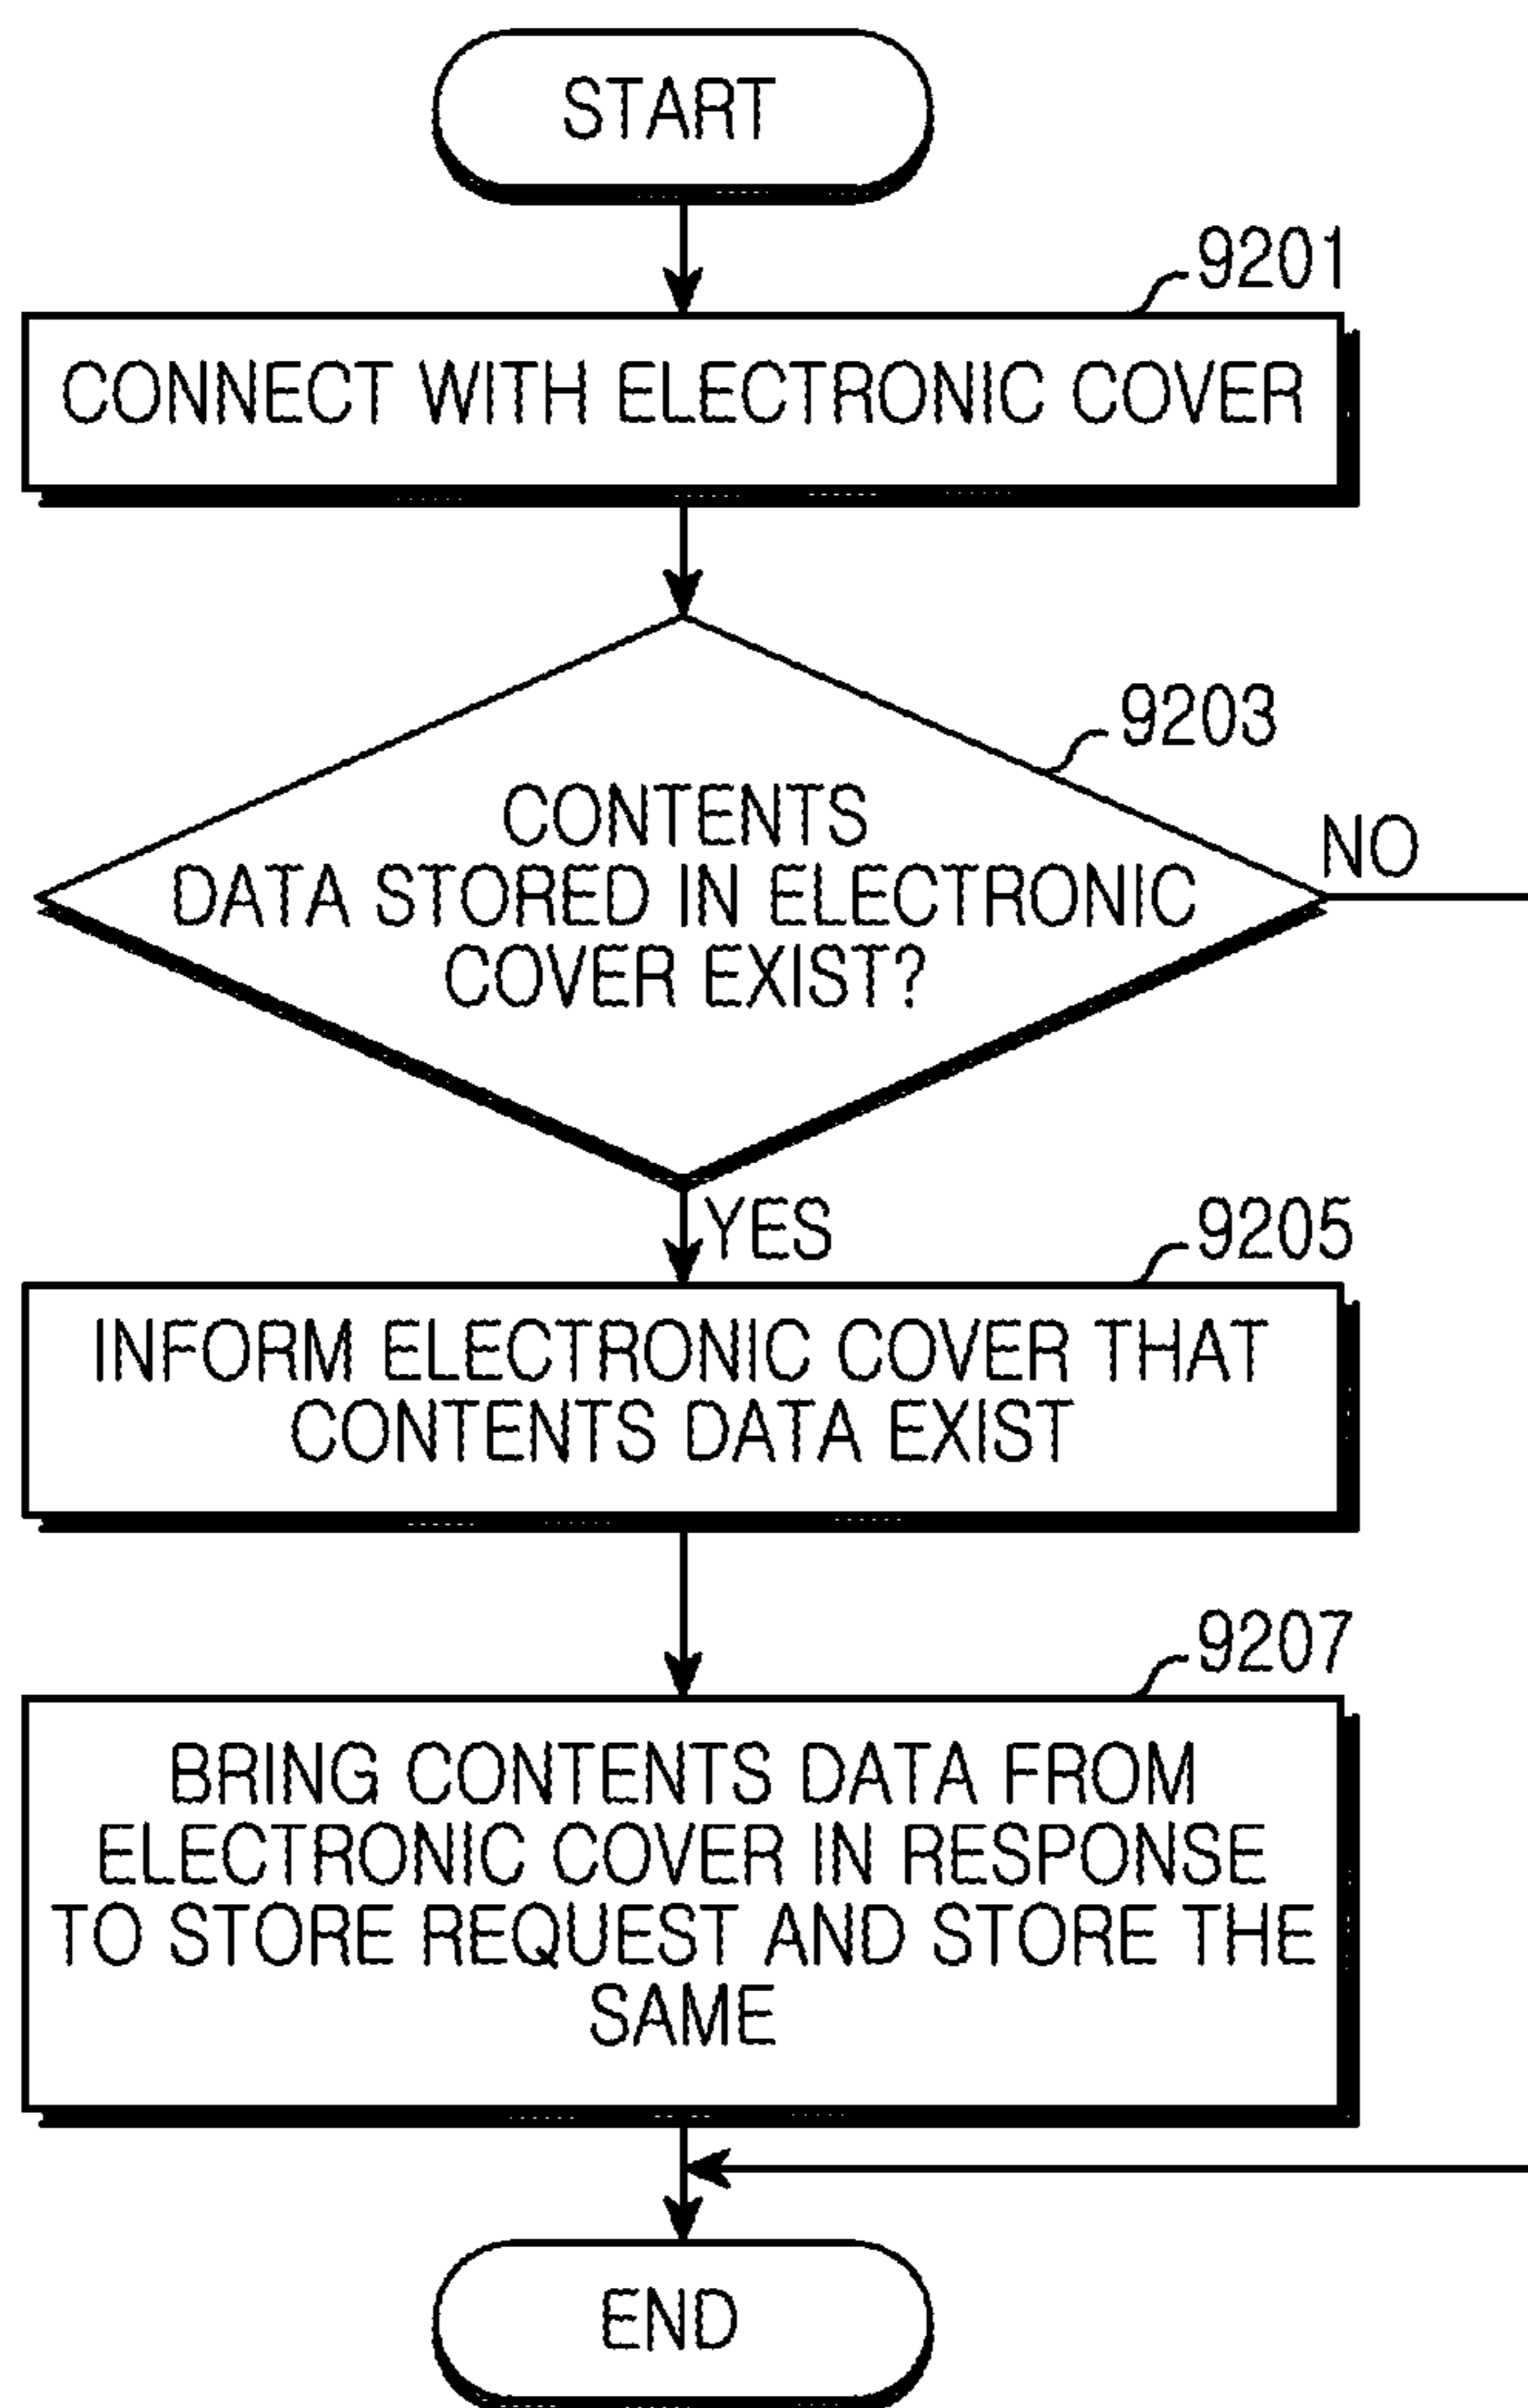 START
9201
CONNECT WITH ELECTRONIC COVER
9203
CONTENTS
DATA STORED IN ELECTRONIC
COVER EXIST?
NO
YES
9205
INFORM ELECTRONIC COVER THAT
CONTENTS DATA EXIST
9207
BRING CONTENTS DATA FROM
ELECTRONIC COVER IN RESPONSE
TO STORE REQUEST AND STORE THE
SAME
END